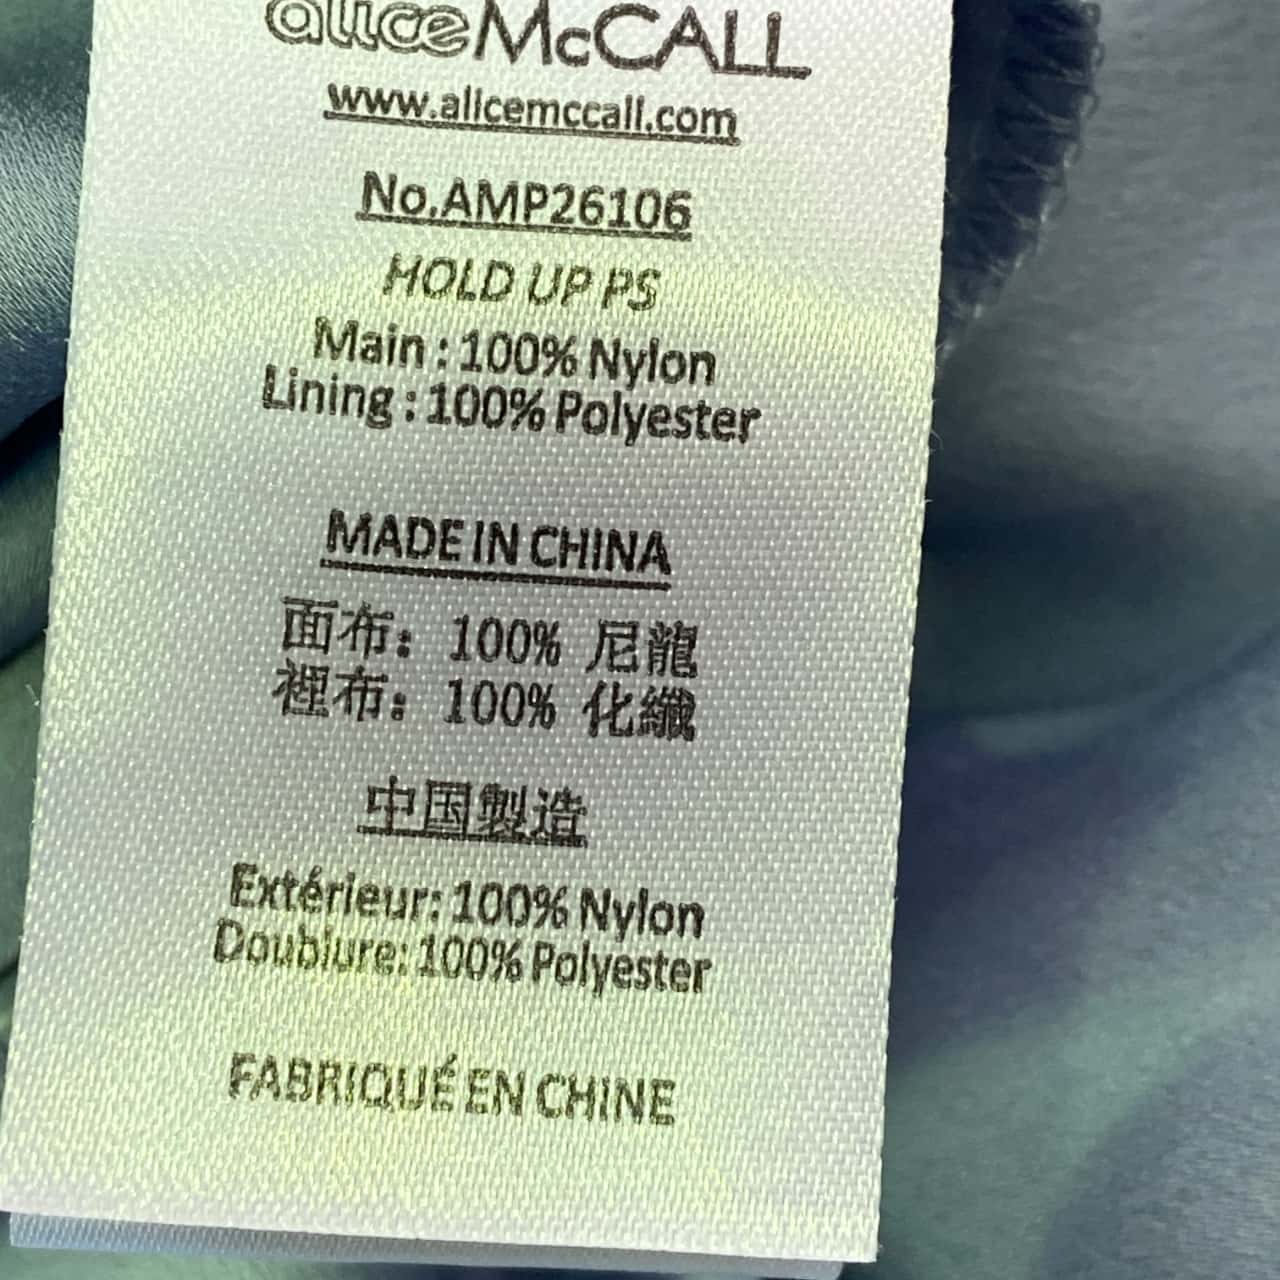 alice McCALL
www.alicemccall.com
No.AMP26106
HOLD UP PS
Main : 100% Nylon
Lining : 100% Polyester
MADE IN CHINA
面布: 100% 尼龍
裡布: 100% 化纖
中国製造
Extérieur: 100% Nylon
Doublure: 100% Polyester
FABRIQUÉ EN CHINE